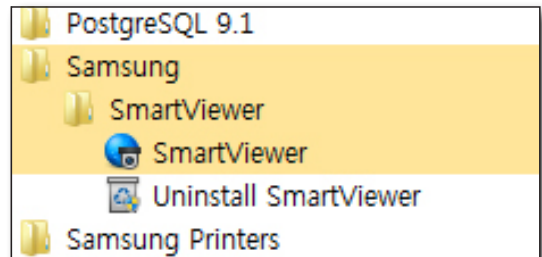 PostgreSQL 9.1
Samsung
SmartViewer
SmartViewer
Uninstall SmartViewer
Samsung Printers